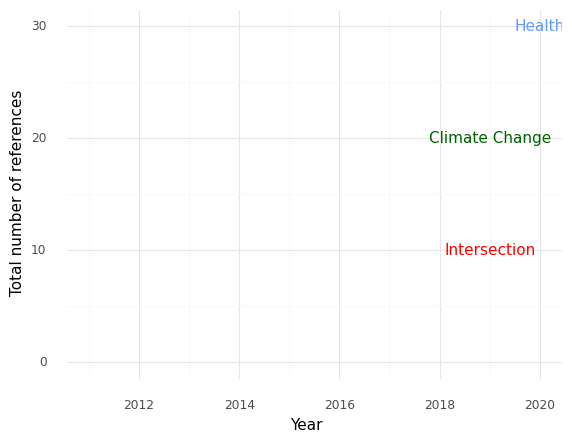 30
Health
20
Climate Change
10
Intersection
0
Total number of references
2012
2014
2016
2018
2020
Year